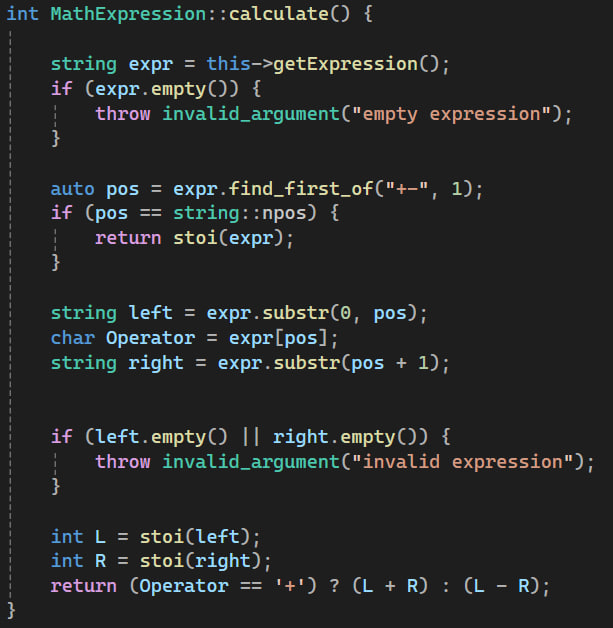 int MathExpression::calculate() {
string expr = this->getExpression();
if (expr.empty()) {
throw invalid_argument("empty expression");
}
auto pos = expr.find_first_of("+-", 1);
if (pos == string::npos) {
return stoi(expr);
}
string left = expr.substr(0, pos);
char Operator = expr[pos];
string right = expr.substr(pos + 1);
if (left.empty() || right.empty()) {
throw invalid_argument("invalid expression");
}
int L = stoi(left);
int R = stoi(right);
return (Operator == '+') ? (L + R) : (L - R);
}